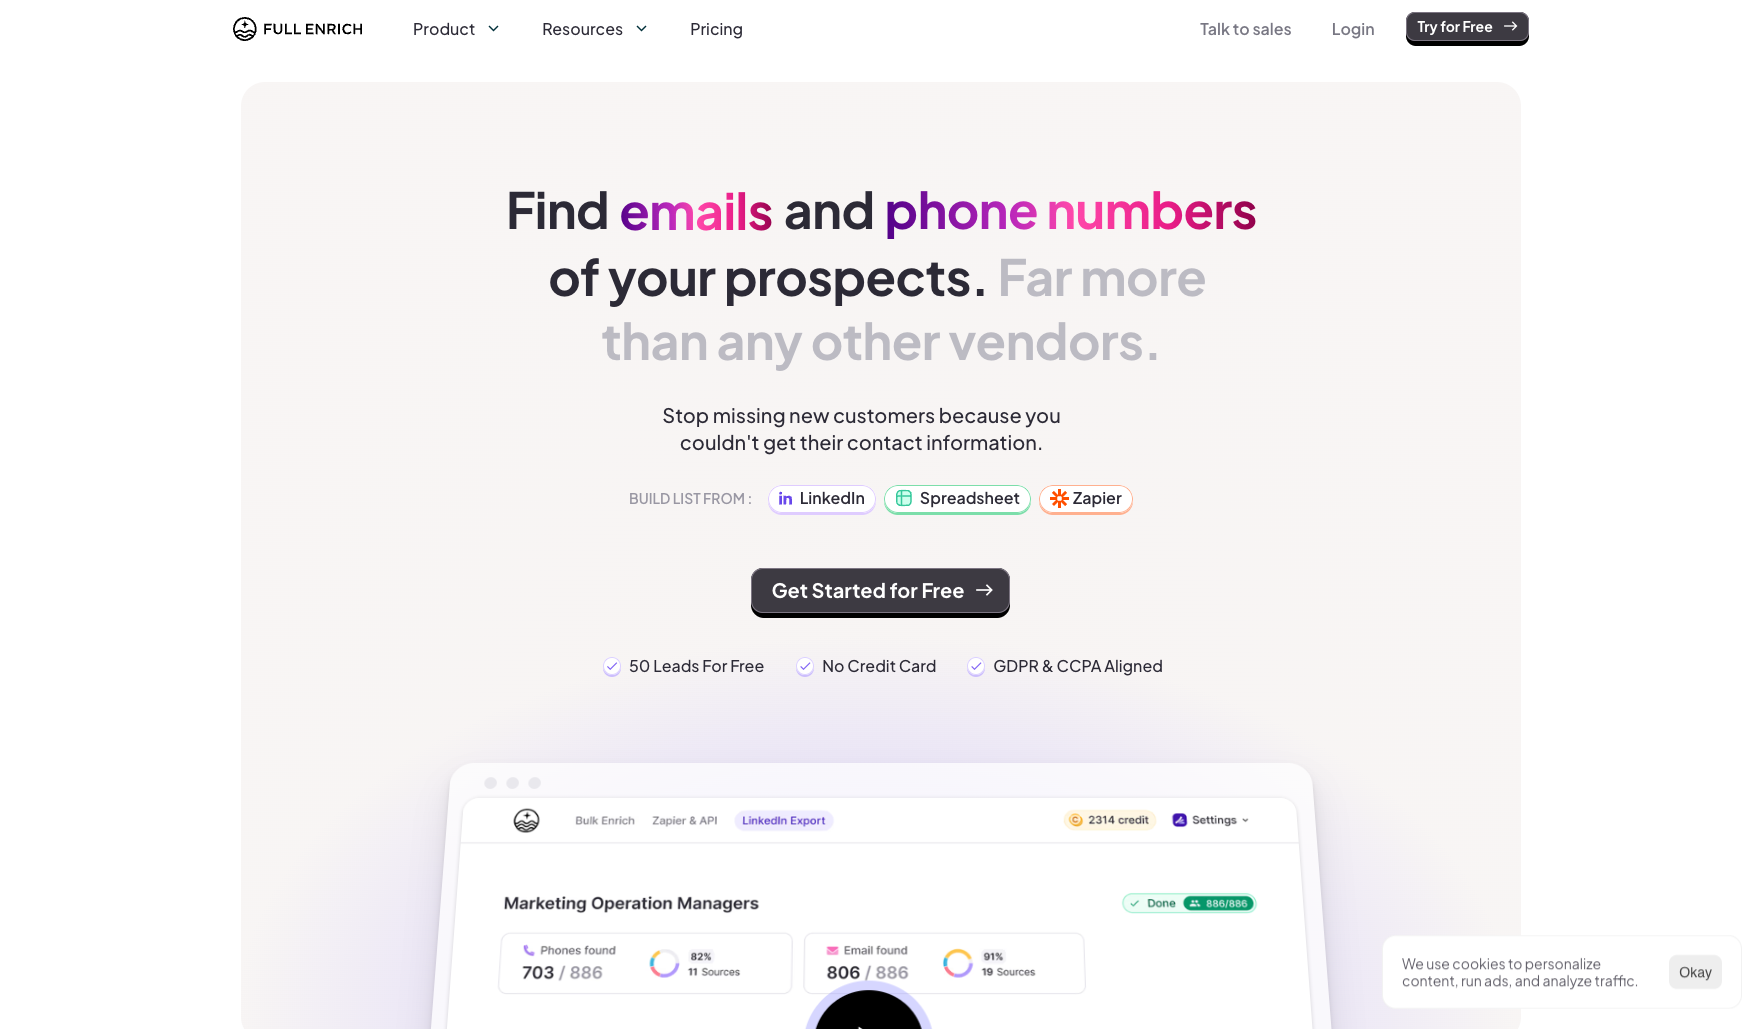 FULL ENRICH Product Resources Pricing Talk to sales Login Try for Free
Find emails and phone numbers
of your prospects. Far more
than any other vendors.
Stop missing new customers because you
couldn't get their contact information.
BUILD LIST FROM : in LinkedIn Spreadsheet Zapier
Get Started for Free
50 Leads For Free No Credit Card GDPR & CCPA Aligned
Bulk Enrich Zapier & API LinkedIn Export 2314 credit Settings
Marketing Operation Managers Done 886/886
Phones found
703 / 886
82%
11 Sources
Email found
806 / 886
91%
19 Sources
We use cookies to personalize
content, run ads, and analyze traffic.
Okay